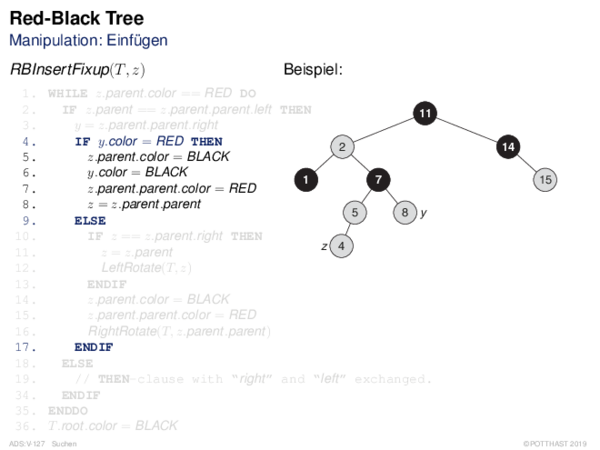 Red-Black Tree
Manipulation: Einfügen
RBInsertFixup(T, z)
Beispiel:
1. WHILE z.parent.color == RED DO
2. IF z.parent == z.parent.parent.left THEN
3. y = z.parent.parent.right
4. IF y.color = RED THEN
5. z.parent.color = BLACK
6. y.color = BLACK
7. z.parent.parent.color = RED
8. z = z.parent.parent
9. ELSE
10. IF z == z.parent.right THEN
11. z = z.parent
12. LeftRotate(T, z)
13. ENDIF
14. z.parent.color = BLACK
15. z.parent.parent.color = RED
16. RightRotate(T, z.parent.parent)
17. ENDIF
18. ELSE
19. // THEN-clause with "right" and "left" exchanged.
34. ENDIF
35. ENDDO
36. T.root.color = BLACK
11
2
14
1
7
15
5
8 y
z 4
ADS:V-127 Suchen
© POTTHAST 2019